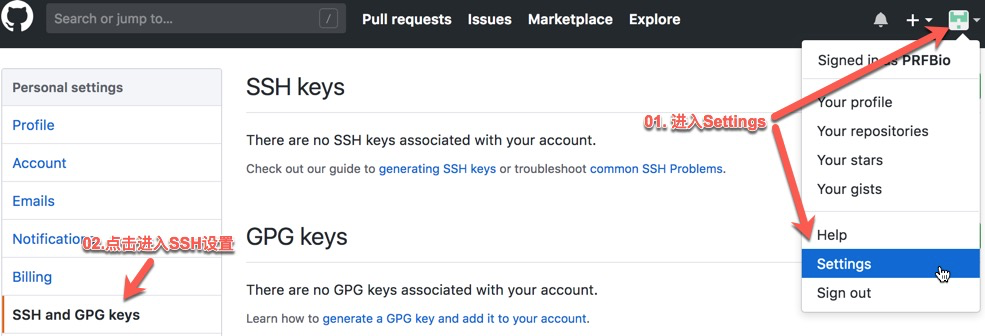 Search or jump to...
/
Pull requests
Issues
Marketplace
Explore
Signed in as PRFBio
Your profile
Your repositories
Your stars
Your gists
Help
Settings
Sign out
01. 进入Settings
Personal settings
Profile
Account
Emails
Notifications
02.点击进入SSH设置
Billing
SSH and GPG keys
SSH keys
There are no SSH keys associated with your account.
Check out our guide to generating SSH keys or troubleshoot common SSH Problems.
GPG keys
There are no GPG keys associated with your account.
Learn how to generate a GPG key and add it to your account.